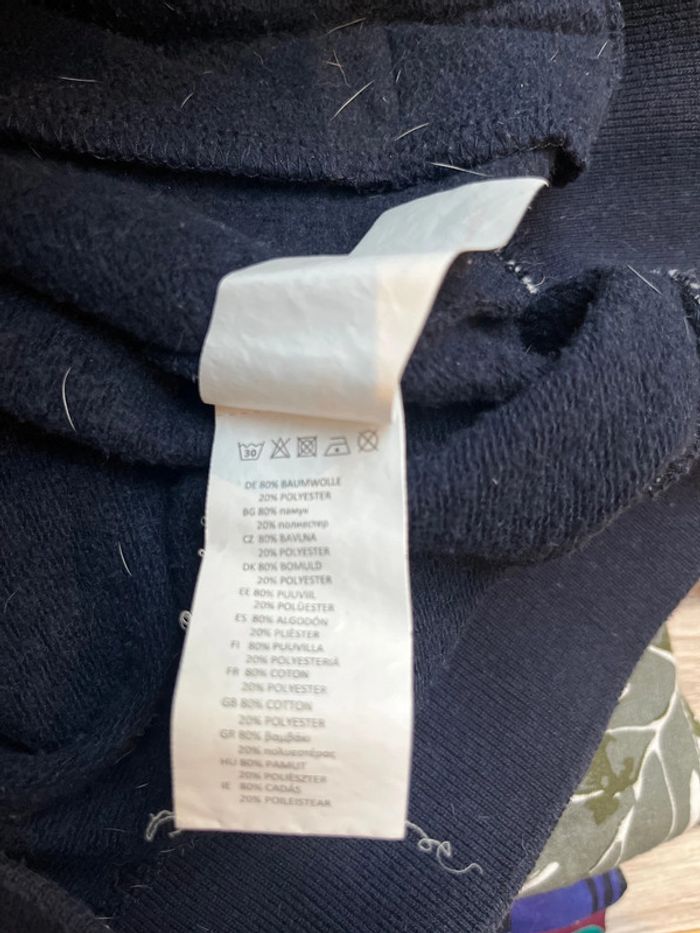 30
DE 80% BAUMWOLLE
20% POLYESTER
BG 80% памук
20% полиестер
CZ 80% BAVLNA
20% POLYESTER
DK 80% BOMULD
20% POLYESTER
EE 80% PUUVIIL
20% POLÜESTER
ES 80% ALGODÓN
20% PLIÉSTER
FI 80% PUUVILLA
20% POLYESTERIÄ
FR 80% COTON
20% POLYESTER
GB 80% COTTON
20% POLYESTER
GR 80% βαμβάκι
20% πολυεστέρας
HU 80% PAMUT
20% POLIÉSZTER
IE 80% CADÁS
20% POILEISTEAR